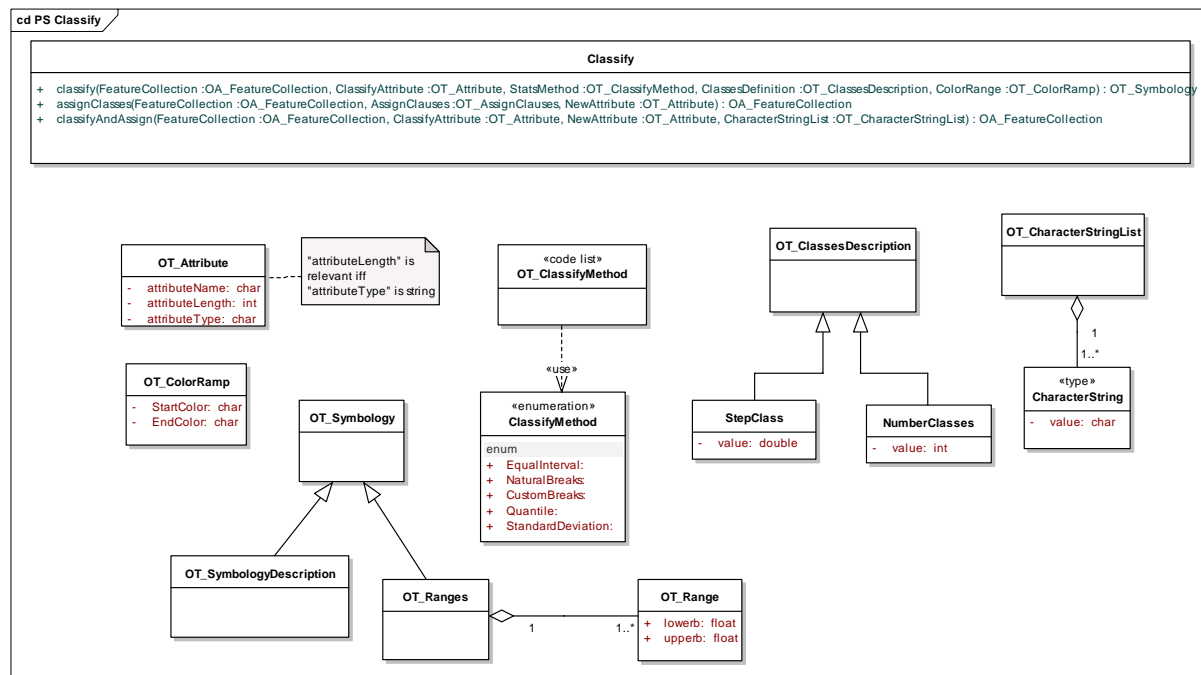 cd PS Classify
Classify
+ classify(FeatureCollection :OA_FeatureCollection, ClassifyAttribute :OT_Attribute, StatsMethod :OT_ClassifyMethod, ClassesDefinition :OT_ClassesDescription, ColorRange :OT_ColorRamp) : OT_Symbology
+ assignClasses(FeatureCollection :OA_FeatureCollection, AssignClauses :OT_AssignClauses, NewAttribute :OT_Attribute) : OA_FeatureCollection
+ classifyAndAssign(FeatureCollection :OA_FeatureCollection, ClassifyAttribute :OT_Attribute, NewAttribute :OT_Attribute, CharacterStringList :OT_CharacterStringList) : OA_FeatureCollection
OT_Attribute
- attributeName: char
- attributeLength: int
- attributeType: char
"attributeLength" is
relevant iff
"attributeType" is string
«code list»
OT_ClassifyMethod
OT_ClassesDescription
OT_CharacterStringList
1
1..*
«use»
OT_ColorRamp
- StartColor: char
- EndColor: char
OT_Symbology
«enumeration»
ClassifyMethod
enum
+ EqualInterval:
+ NaturalBreaks:
+ CustomBreaks:
+ Quantile:
+ StandardDeviation:
StepClass
- value: double
NumberClasses
- value: int
«type»
CharacterString
- value: char
OT_SymbologyDescription
OT_Ranges
1
1..*
OT_Range
+ lowerb: float
+ upperb: float